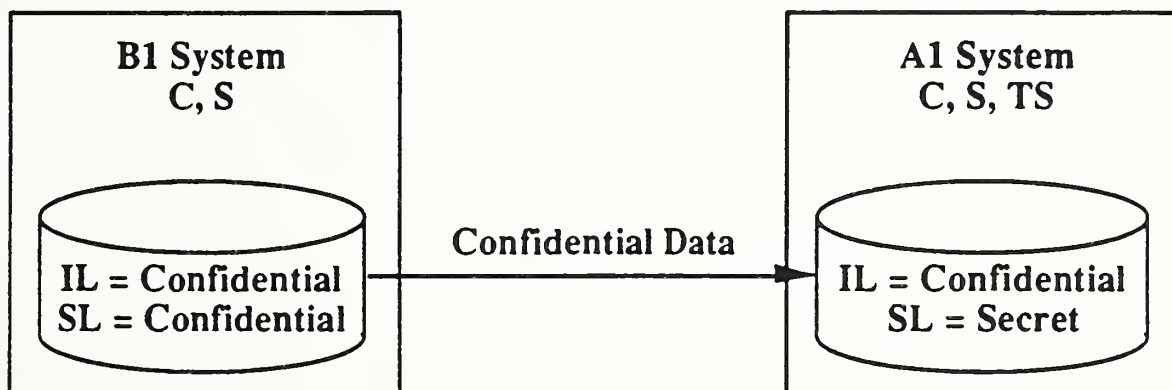 B1 System
C, S
IL = Confidential
SL = Confidential
Confidential Data
A1 System
C, S, TS
IL = Confidential
SL = Secret